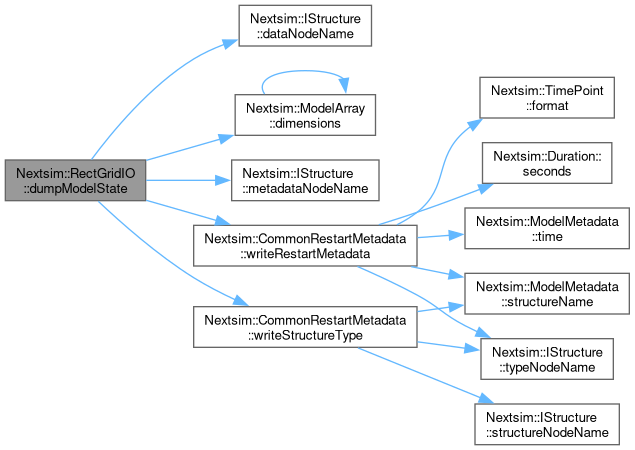 Nextsim::RectGridIO
::dumpModelState
Nextsim::IStructure
::dataNodeName
Nextsim::ModelArray
::dimensions
Nextsim::IStructure
::metadataNodeName
Nextsim::CommonRestartMetadata
::writeRestartMetadata
Nextsim::CommonRestartMetadata
::writeStructureType
Nextsim::TimePoint
::format
Nextsim::Duration::
seconds
Nextsim::ModelMetadata
::time
Nextsim::ModelMetadata
::structureName
Nextsim::IStructure
::typeNodeName
Nextsim::IStructure
::structureNodeName